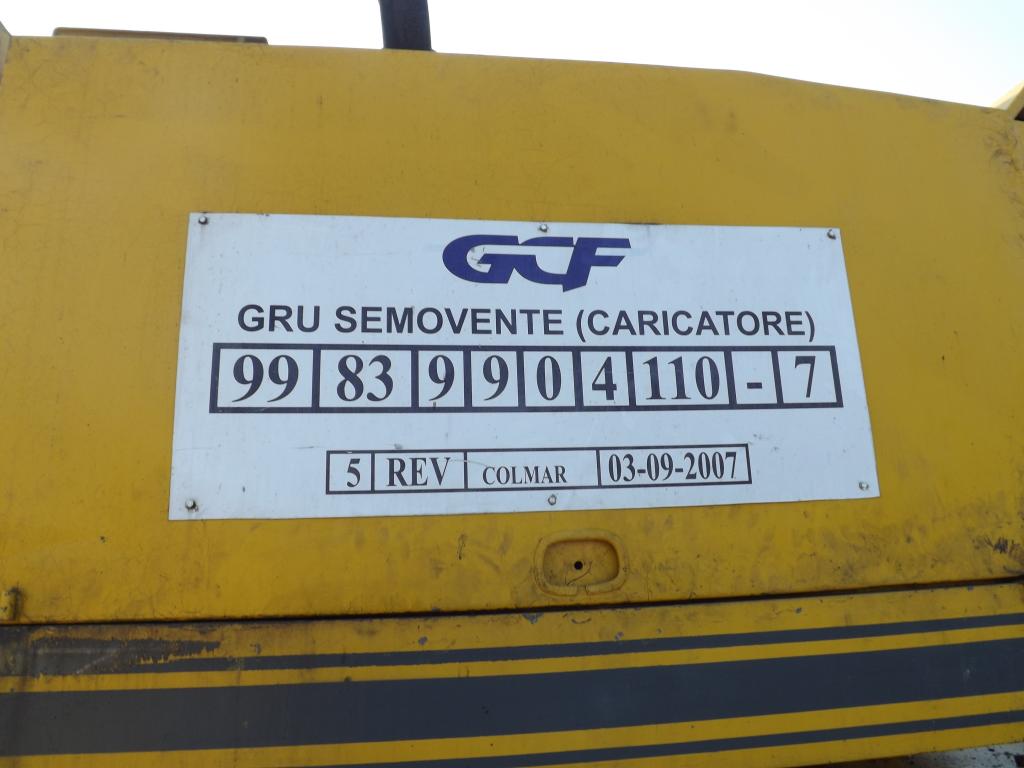 GCF
GRU SEMOVENTE (CARICATORE)
99 83 9 9 0 4 110 - 7
5 REV COLMAR 03-09-2007